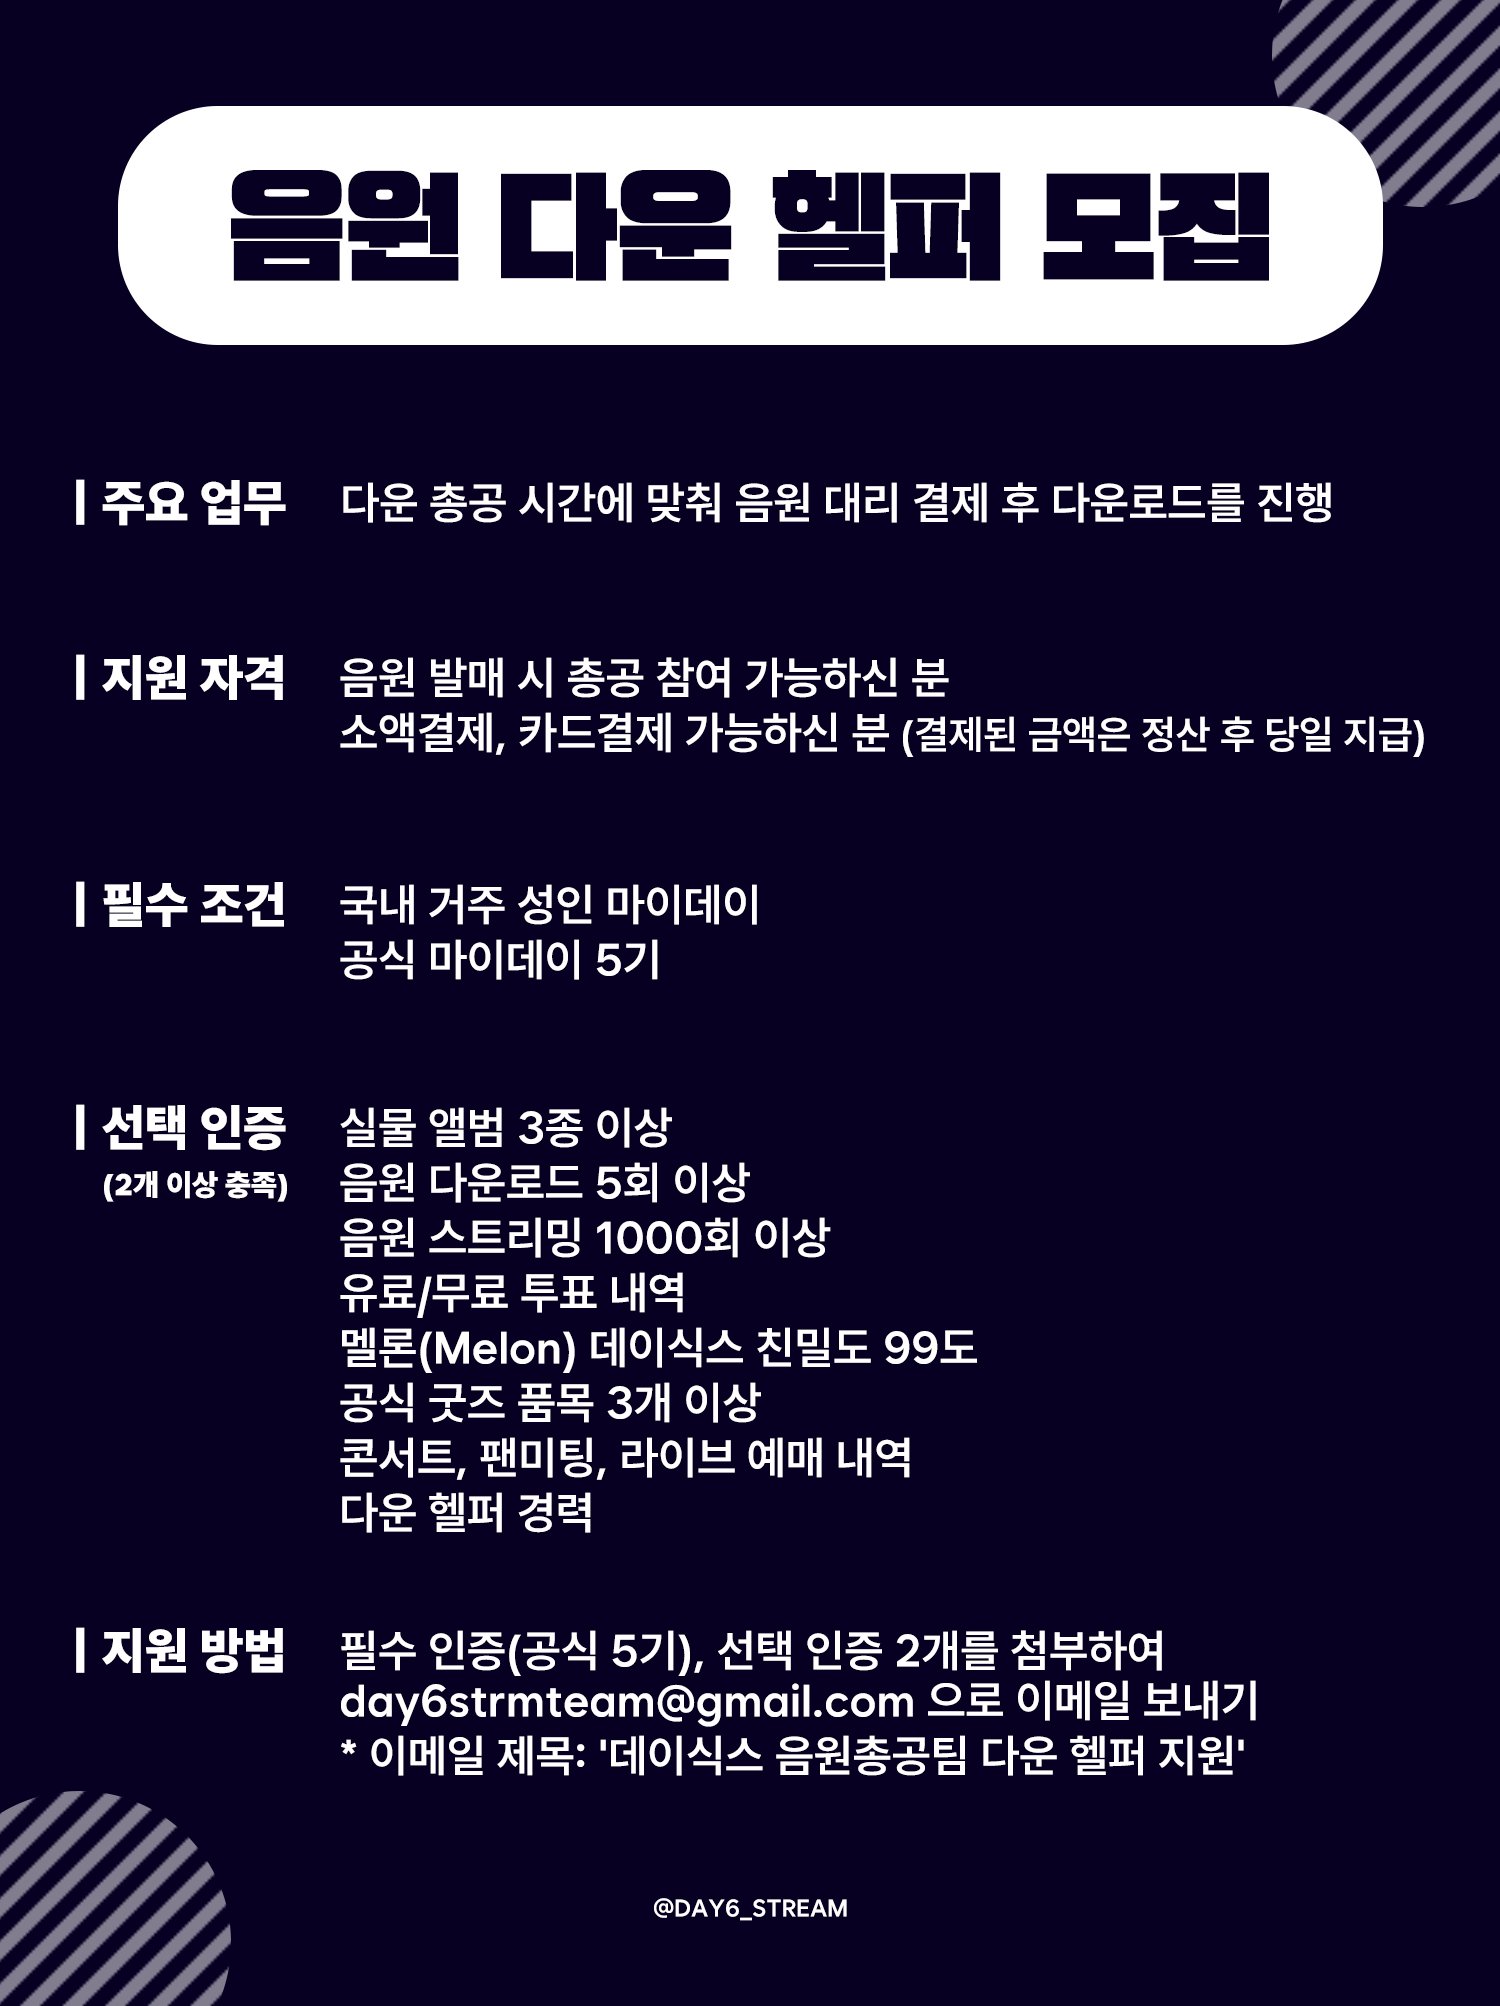 음원 다운 헬퍼 모집
| 주요 업무 다운 총공 시간에 맞춰 음원 대리 결제 후 다운로드를 진행
| 지원 자격 음원 발매 시 총공 참여 가능하신 분
소액결제, 카드결제 가능하신 분 (결제된 금액은 정산 후 당일 지급)
| 필수 조건 국내 거주 성인 마이데이
공식 마이데이 5기
| 선택 인증 실물 앨범 3종 이상
(2개 이상 충족) 음원 다운로드 5회 이상
음원 스트리밍 1000회 이상
유료/무료 투표 내역
멜론(Melon) 데이식스 친밀도 99도
공식 굿즈 품목 3개 이상
콘서트, 팬미팅, 라이브 예매 내역
다운 헬퍼 경력
| 지원 방법 필수 인증(공식 5기), 선택 인증 2개를 첨부하여
day6strmteam@gmail.com 으로 이메일 보내기
* 이메일 제목: '데이식스 음원총공팀 다운 헬퍼 지원'
@DAY6_STREAM